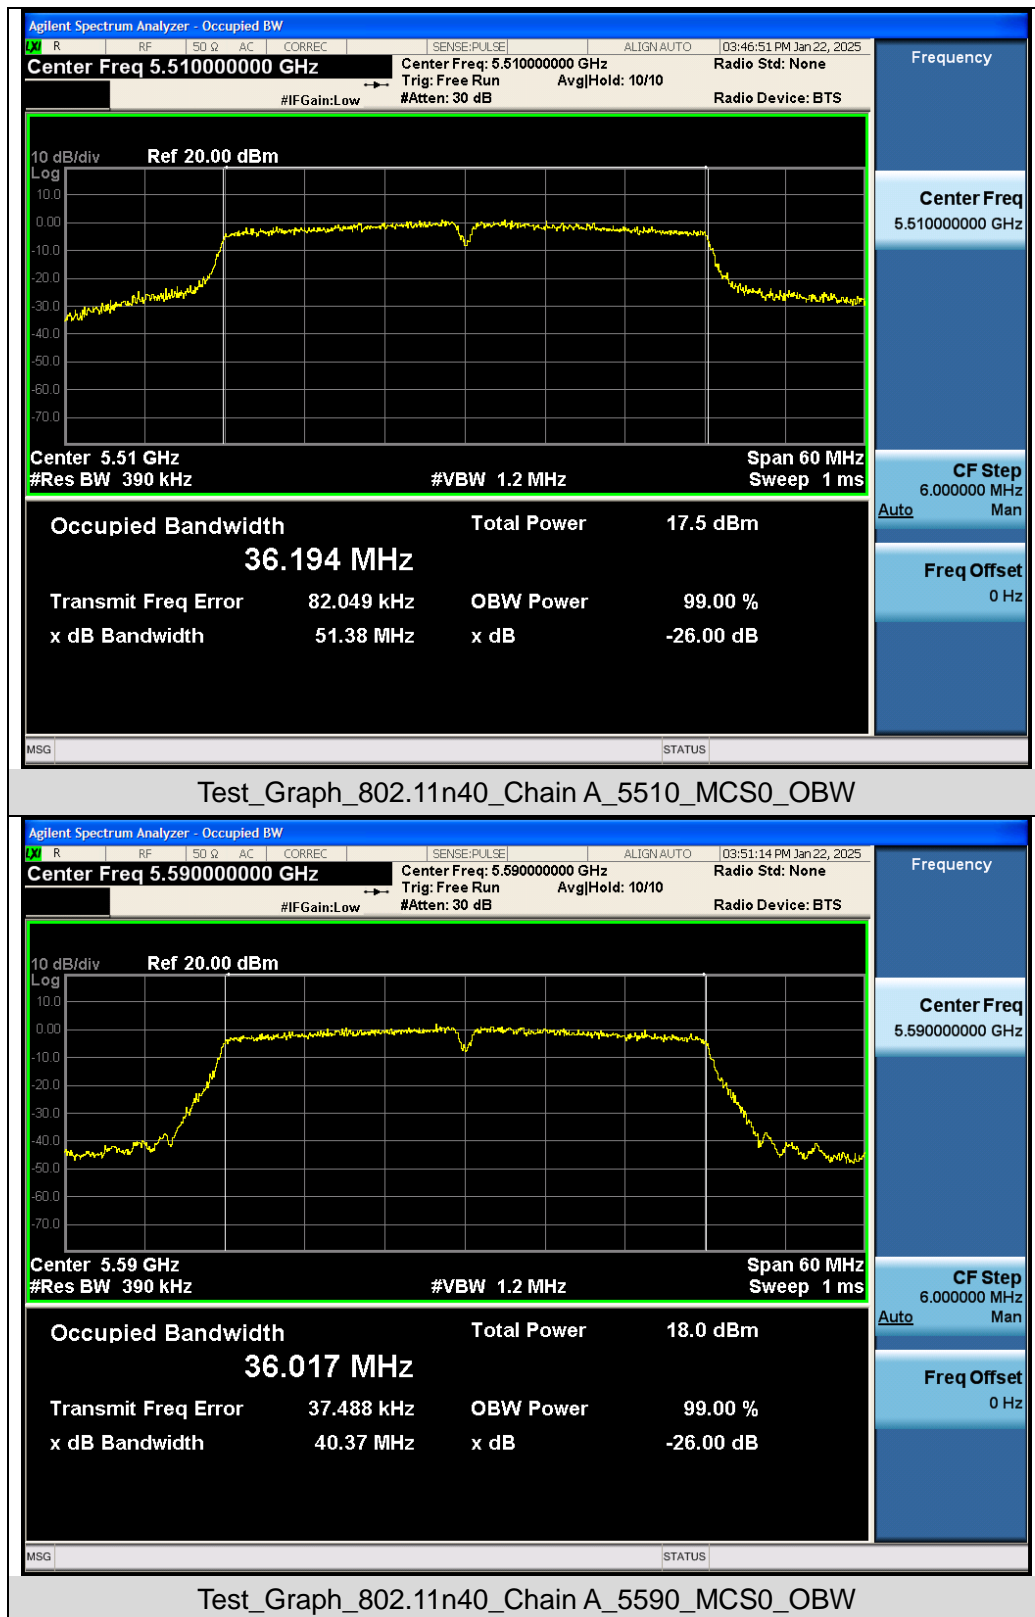 Agilent Spectrum Analyzer - Occupied BW
LXI R RF 50 Ω AC CORREC SENSE:PULSE ALIGN AUTO 03:46:51 PM Jan 22, 2025
Center Freq 5.510000000 GHz Center Freq: 5.510000000 GHz Radio Std: None Frequency
Trig: Free Run Avg|Hold: 10/10
#IFGain:Low #Atten: 30 dB Radio Device: BTS
10 dB/div Ref 20.00 dBm
Log
10.0
0.00
-10.0
-20.0
-30.0
-40.0
-50.0
-60.0
-70.0
Center 5.51 GHz Span 60 MHz
#Res BW 390 kHz #VBW 1.2 MHz Sweep 1 ms
Center Freq
5.510000000 GHz
CF Step
6.000000 MHz
Auto Man
Freq Offset
0 Hz
Occupied Bandwidth Total Power 17.5 dBm
36.194 MHz
Transmit Freq Error 82.049 kHz OBW Power 99.00 %
x dB Bandwidth 51.38 MHz x dB -26.00 dB
MSG STATUS
Test_Graph_802.11n40_Chain A_5510_MCS0_OBW
Agilent Spectrum Analyzer - Occupied BW
LXI R RF 50 Ω AC CORREC SENSE:PULSE ALIGN AUTO 03:51:14 PM Jan 22, 2025
Center Freq 5.590000000 GHz Center Freq: 5.590000000 GHz Radio Std: None Frequency
Trig: Free Run Avg|Hold: 10/10
#IFGain:Low #Atten: 30 dB Radio Device: BTS
10 dB/div Ref 20.00 dBm
Log
10.0
0.00
-10.0
-20.0
-30.0
-40.0
-50.0
-60.0
-70.0
Center 5.59 GHz Span 60 MHz
#Res BW 390 kHz #VBW 1.2 MHz Sweep 1 ms
Center Freq
5.590000000 GHz
CF Step
6.000000 MHz
Auto Man
Freq Offset
0 Hz
Occupied Bandwidth Total Power 18.0 dBm
36.017 MHz
Transmit Freq Error 37.488 kHz OBW Power 99.00 %
x dB Bandwidth 40.37 MHz x dB -26.00 dB
MSG STATUS
Test_Graph_802.11n40_Chain A_5590_MCS0_OBW